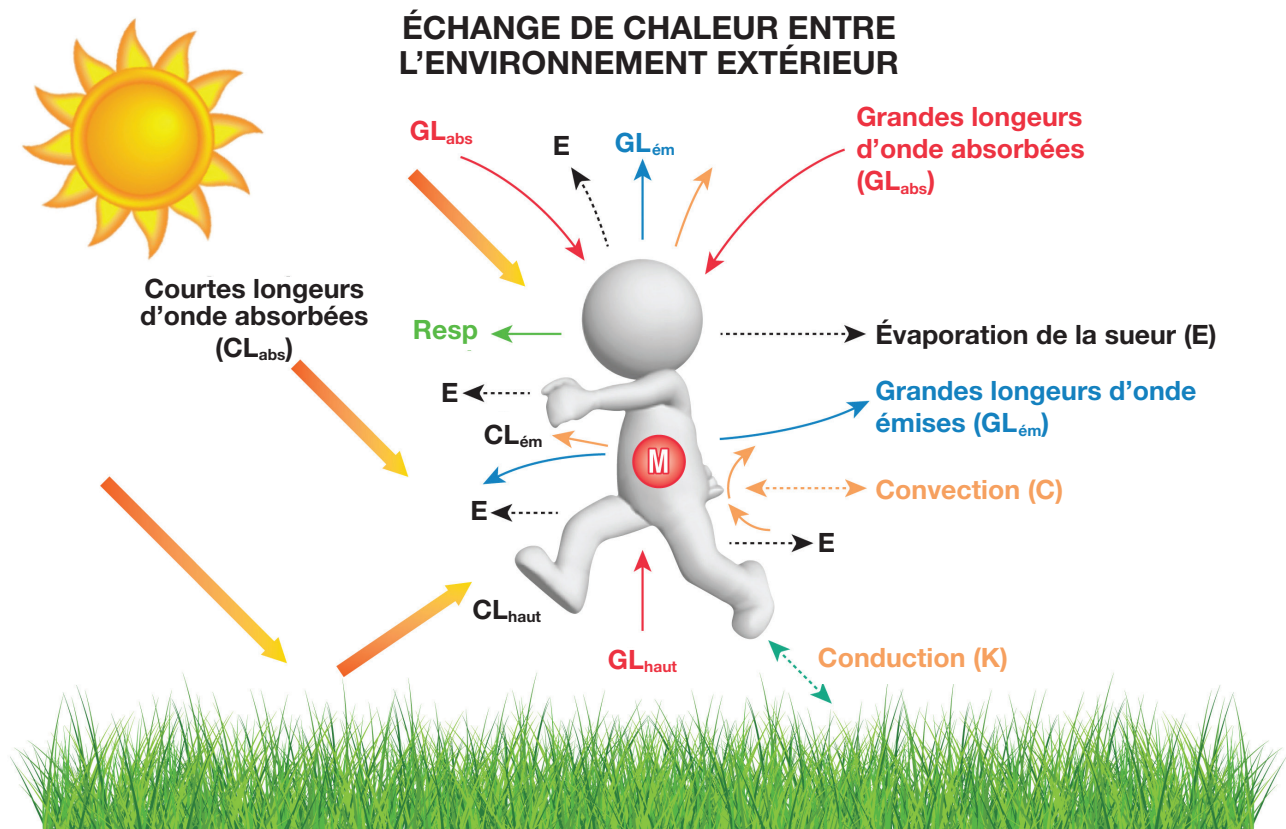 ÉCHANGE DE CHALEUR ENTRE
L'ENVIRONNEMENT EXTÉRIEUR
GLabs
E
GLém
Grandes longeurs
d'onde absorbées
(GLabs)
Courtes longeurs
d'onde absorbées
(CLabs)
Resp
Évaporation de la sueur (E)
E
Grandes longeurs d'onde
émises (GLém)
CLém
M
Convection (C)
E
E
CLhaut
GLhaut
Conduction (K)